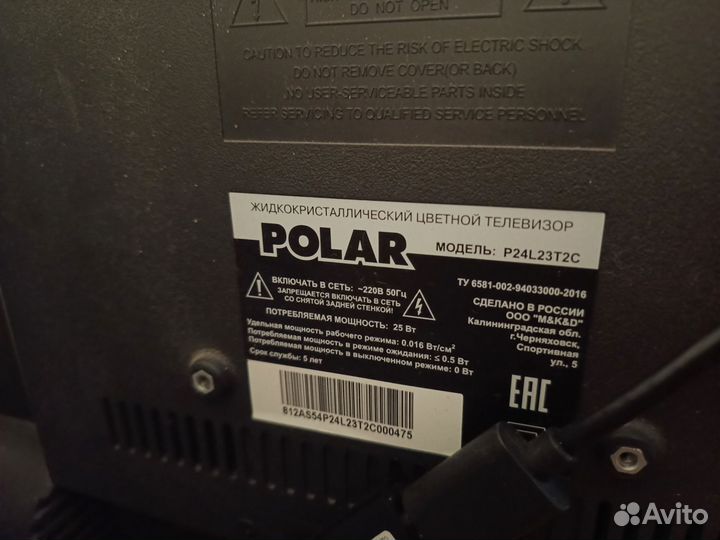 DO NOT OPEN
CAUTION TO REDUCE THE RISK OF ELECTRIC SHOCK
DO NOT REMOVE COVER(OR BACK)
NO USER-SERVICEABLE PARTS INSIDE
REFER SERVICING TO QUALIFIED SERVICE PERSONNEL
ЖИДКОКРИСТАЛЛИЧЕСКИЙ ЦВЕТНОЙ ТЕЛЕВИЗОР
POLAR
МОДЕЛЬ: P24L23T2C
ВКЛЮЧАТЬ В СЕТЬ: ~220В 50Гц
ЗАПРЕЩАЕТСЯ ВКЛЮЧАТЬ В СЕТЬ
СО СНЯТОЙ ЗАДНЕЙ СТЕНКОЙ!
ПОТРЕБЛЯЕМАЯ МОЩНОСТЬ: 25 Вт
Удельная мощность рабочего режима: 0.016 Вт/см²
Потребляемая мощность в режиме ожидания: ≤ 0.5 Вт
Потребляемая мощность в выключенном режиме: 0 Вт
Срок службы: 5 лет
ТУ 6581-002-94033000-2016
СДЕЛАНО В РОССИИ
ООО "M&K&D"
Калининградская обл.
г.Черняховск,
Спортивная
ул., 5
EAC
812AS54P24L23T2C000475
Avito